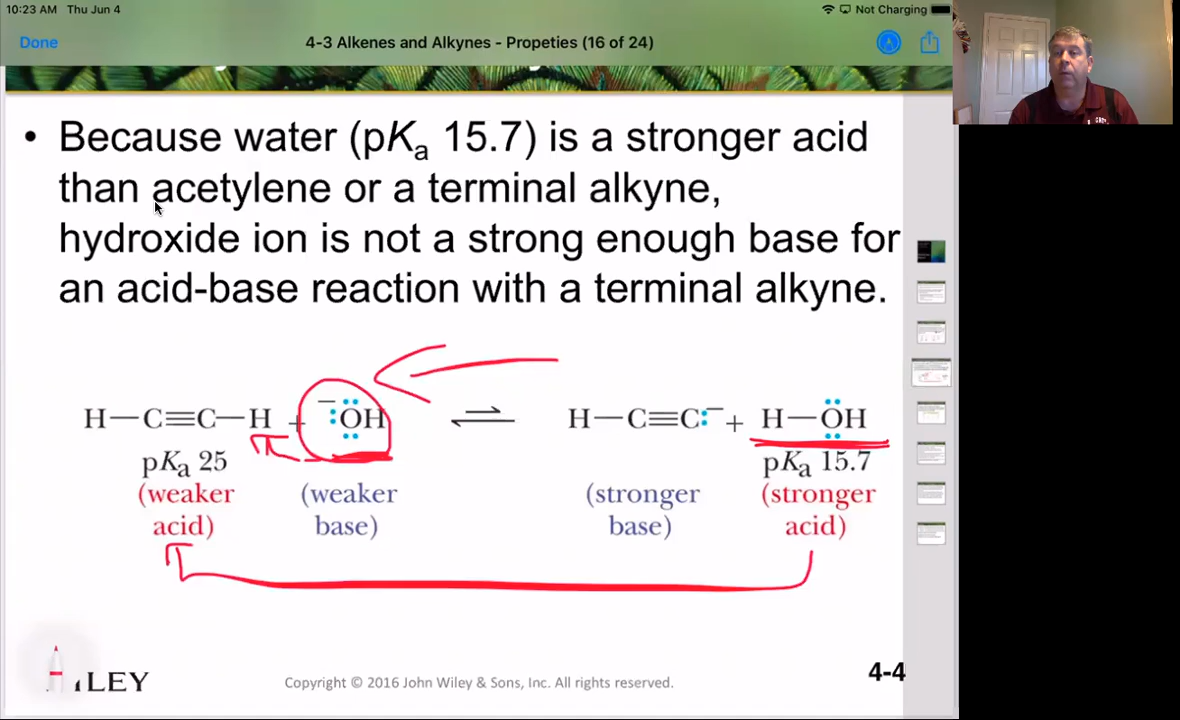 10:23 AM Thu Jun 4
Not Charging
Done
4-3 Alkenes and Alkynes - Propeties (16 of 24)
• Because water (pKa 15.7) is a stronger acid
than acetylene or a terminal alkyne,
hydroxide ion is not a strong enough base for
an acid-base reaction with a terminal alkyne.
H—C≡C—H + ⁻:ÖH ⇌ H—C≡C:⁻ + H—ÖH
pKa 25 pKa 15.7
(weaker (weaker (stronger (stronger
acid) base) base) acid)
WILEY
Copyright © 2016 John Wiley & Sons, Inc. All rights reserved.
4-4